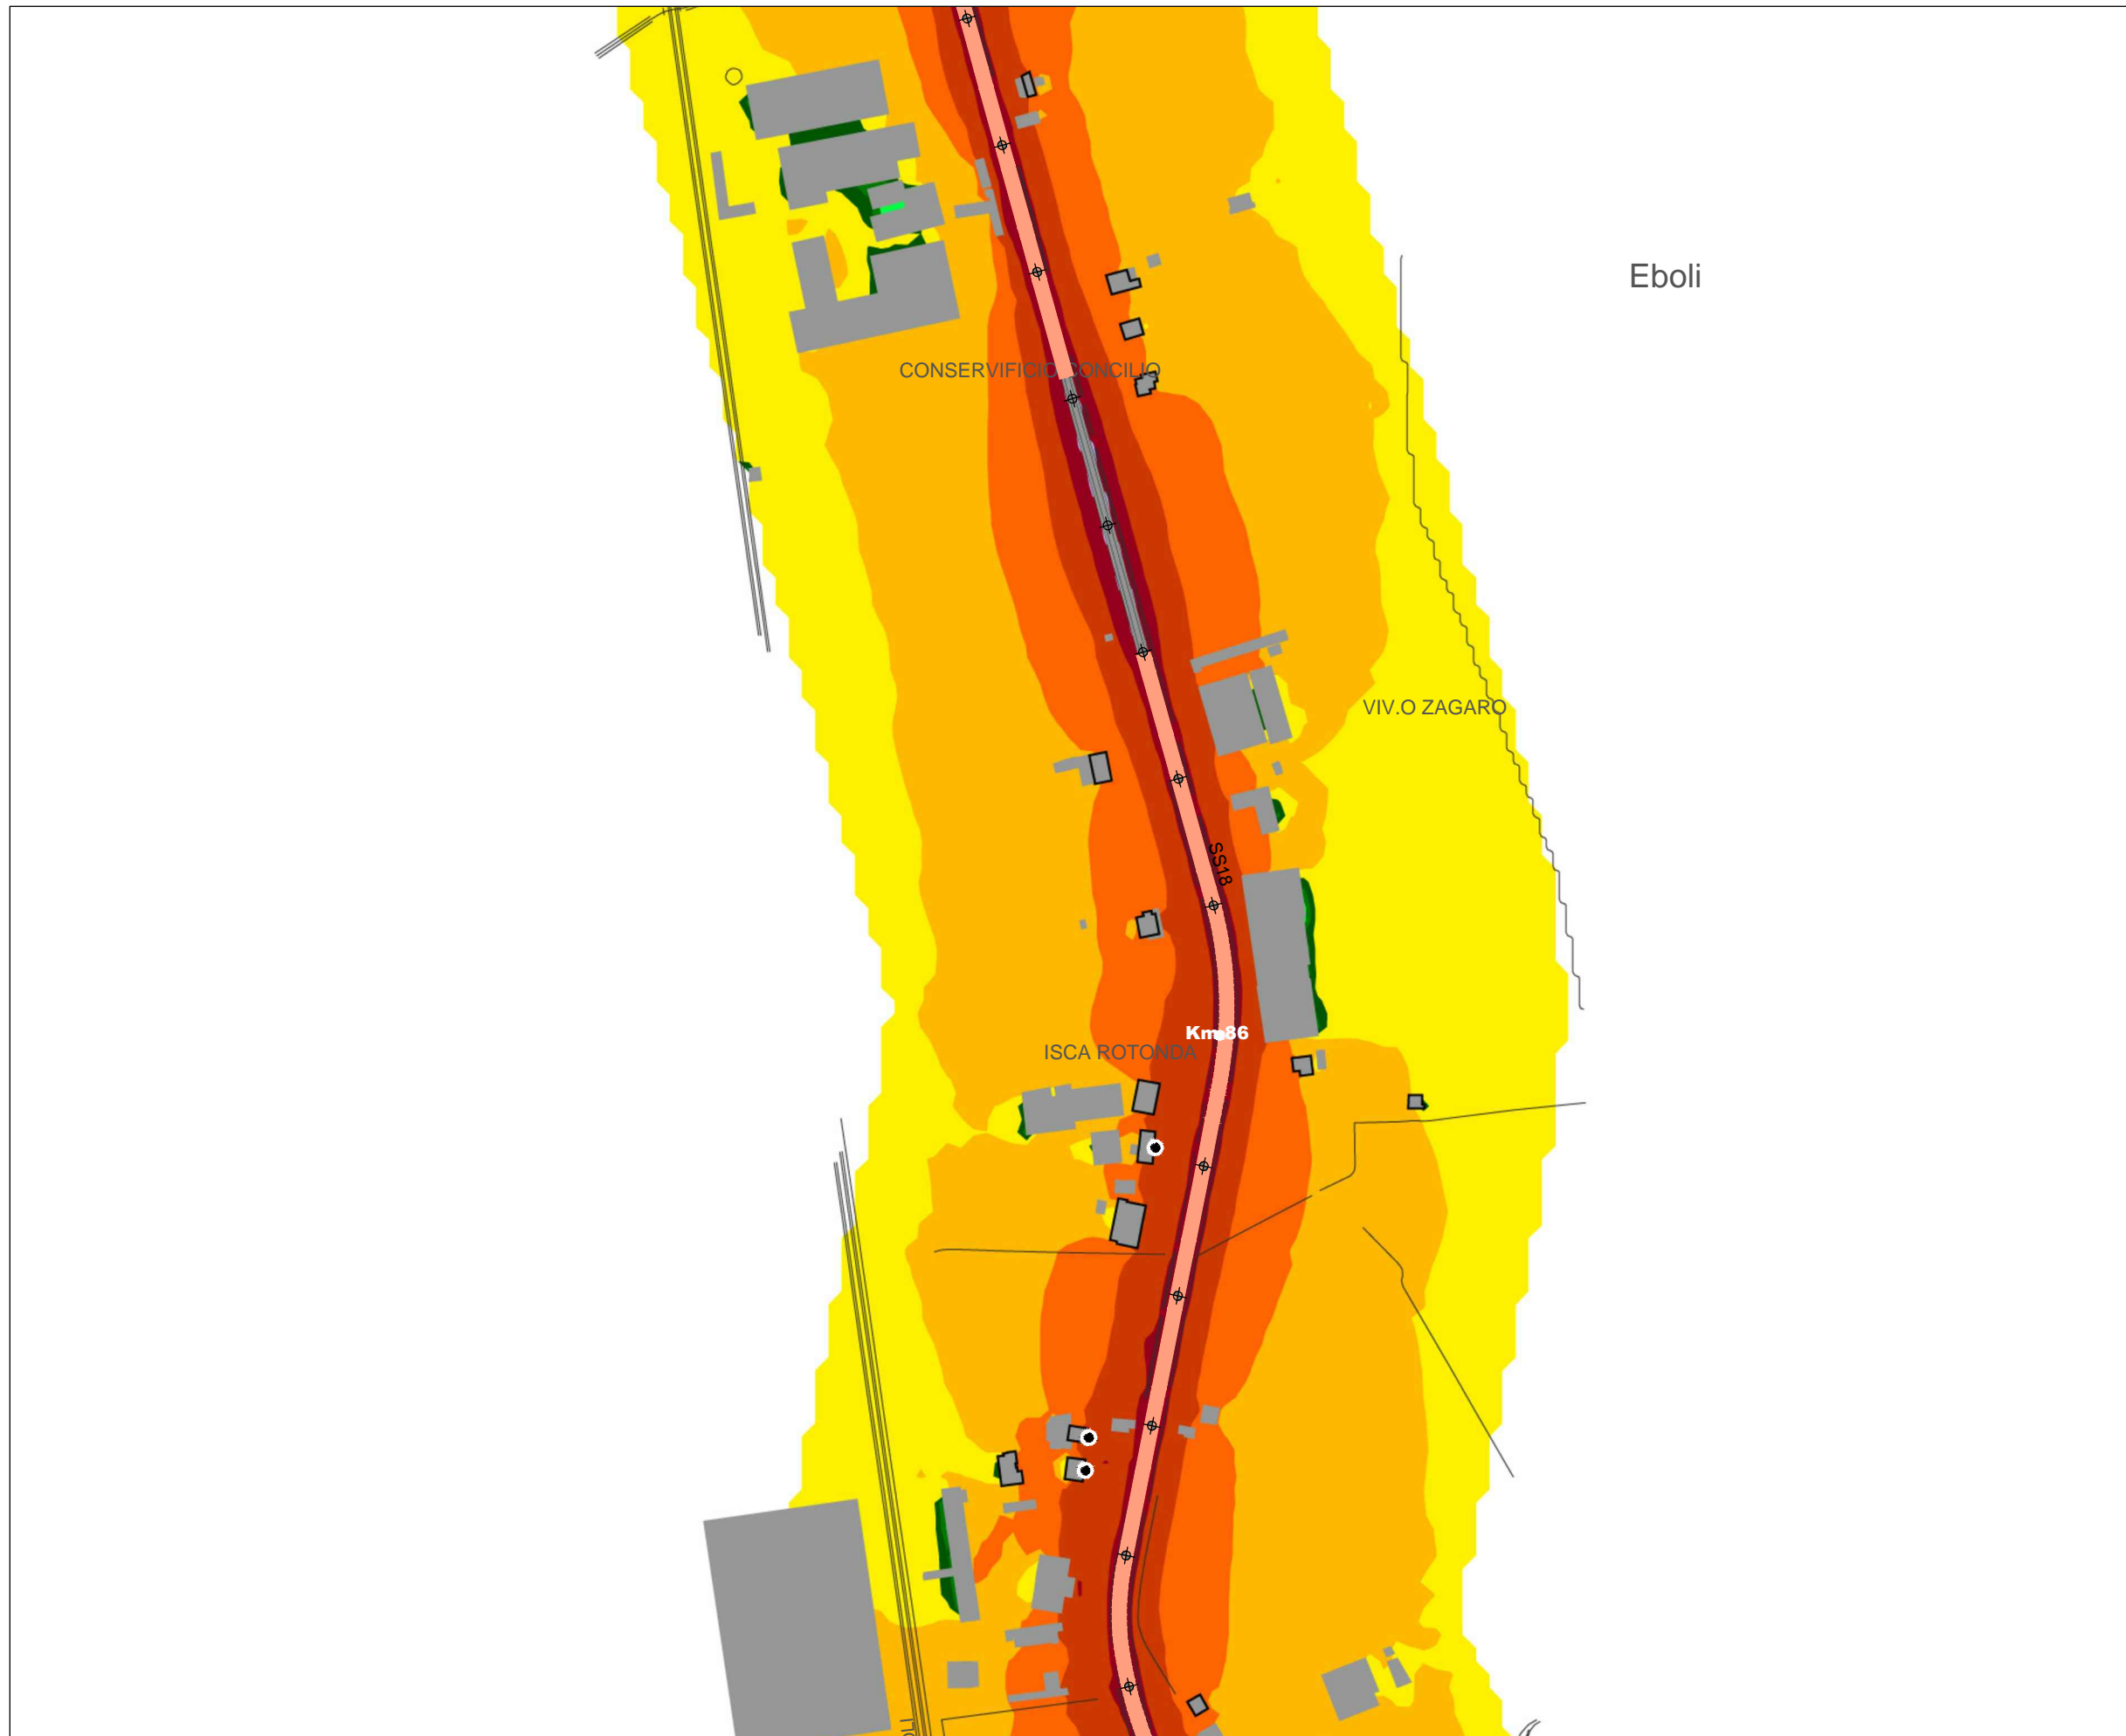 Eboli
CONSERVIFICIO CONCILIO
VIV.O ZAGARO
SS18
Km 86
ISCA ROTONDA